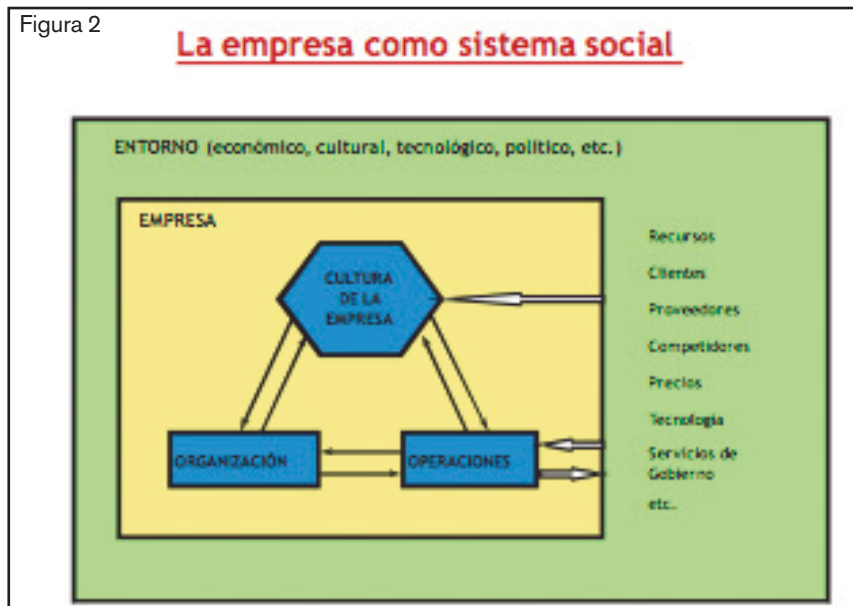 Figura 2
La empresa como sistema social
ENTORNO (económico, cultural, tecnológico, político, etc.)
EMPRESA
CULTURA
DE LA
EMPRESA
ORGANIZACIÓN
OPERACIONES
Recursos
Clientes
Proveedores
Competidores
Precios
Tecnología
Servicios de
Gobierno
etc.